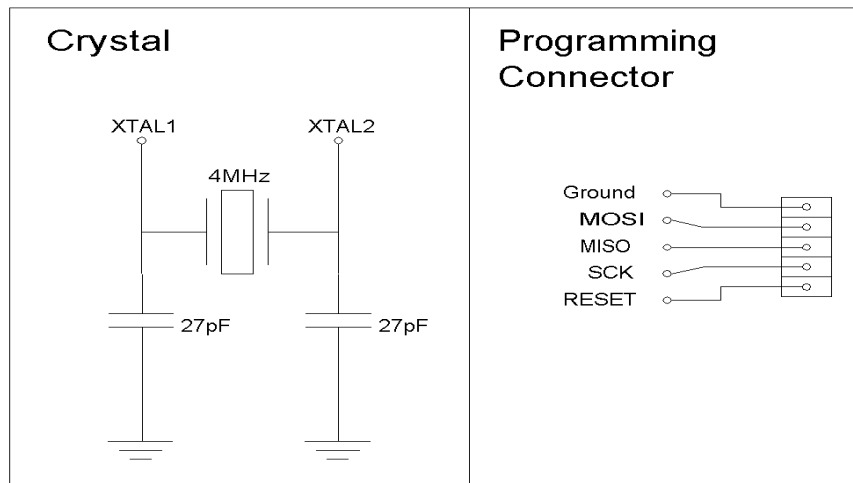 Crystal
XTAL1
XTAL2
4MHz
27pF
27pF
Programming
Connector
Ground
MOSI
MISO
SCK
RESET